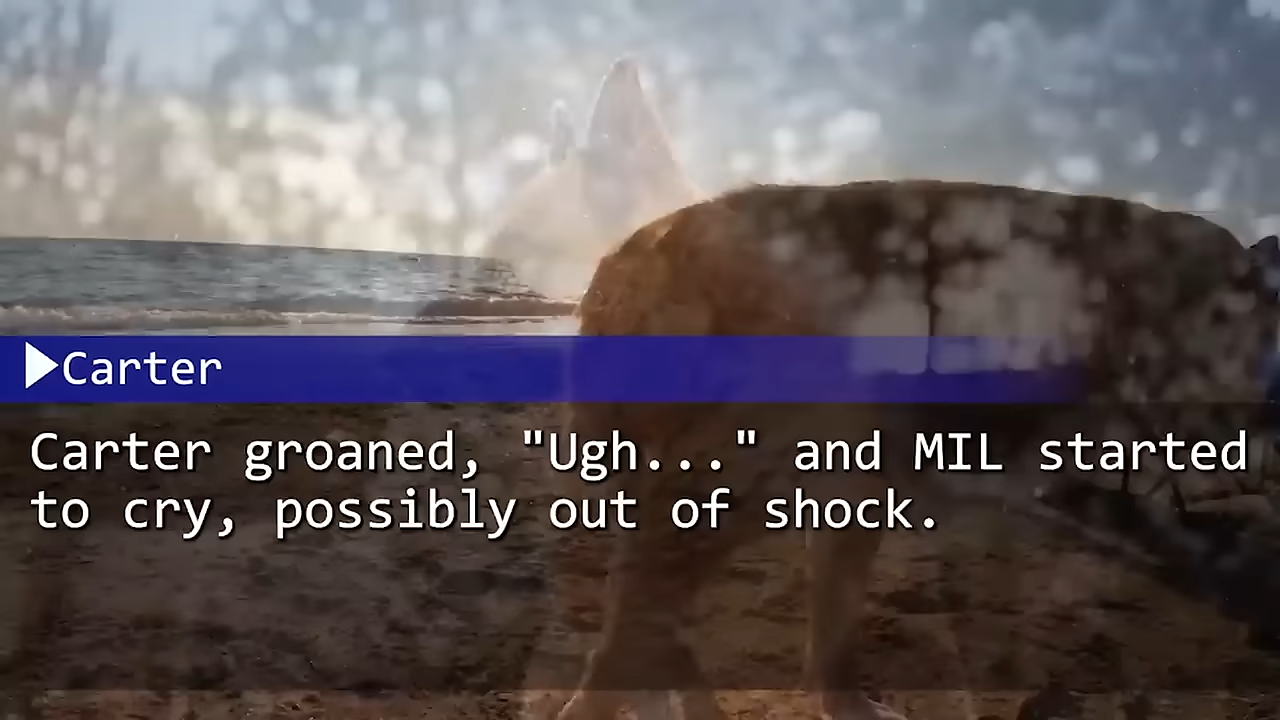 ▶Carter
Carter groaned, "Ugh..." and MIL started
to cry, possibly out of shock.